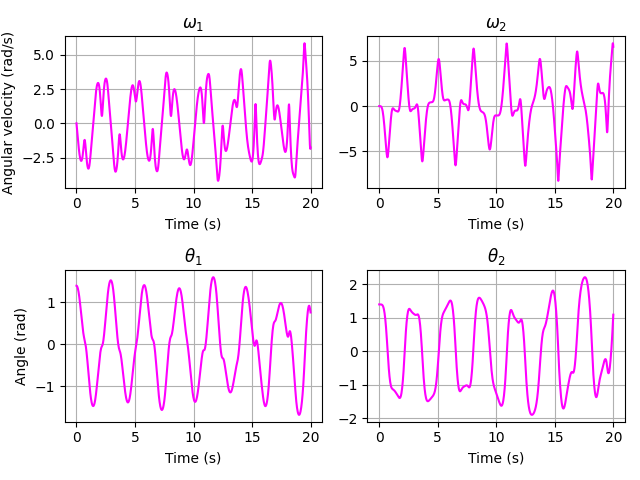 ω₁
ω₂
Angular velocity (rad/s)
5.0
2.5
0.0
−2.5
5
0
−5
0 5 10 15 20
0 5 10 15 20
Time (s)
Time (s)
θ₁
θ₂
Angle (rad)
1
0
−1
2
1
0
−1
−2
0 5 10 15 20
0 5 10 15 20
Time (s)
Time (s)